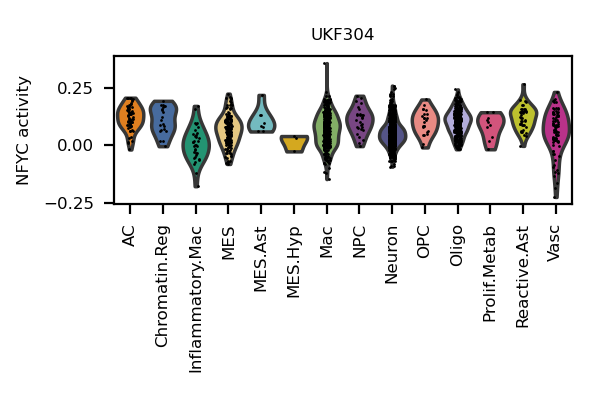 UKF304
NFYC activity
0.25
0.00
−0.25
AC
Chromatin.Reg
Inflammatory.Mac
MES
MES.Ast
MES.Hyp
Mac
NPC
Neuron
OPC
Oligo
Prolif.Metab
Reactive.Ast
Vasc